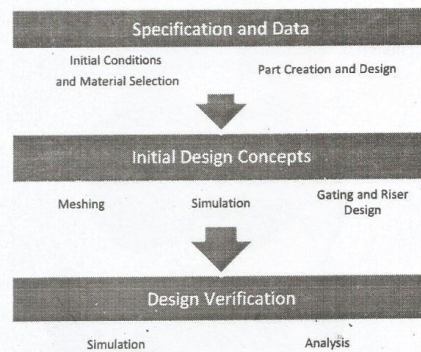 Specification and Data
Initial Conditions
and Material Selection
Part Creation and Design
Initial Design Concepts
Meshing
Simulation
Gating and Riser
Design
Design Verification
Simulation
Analysis